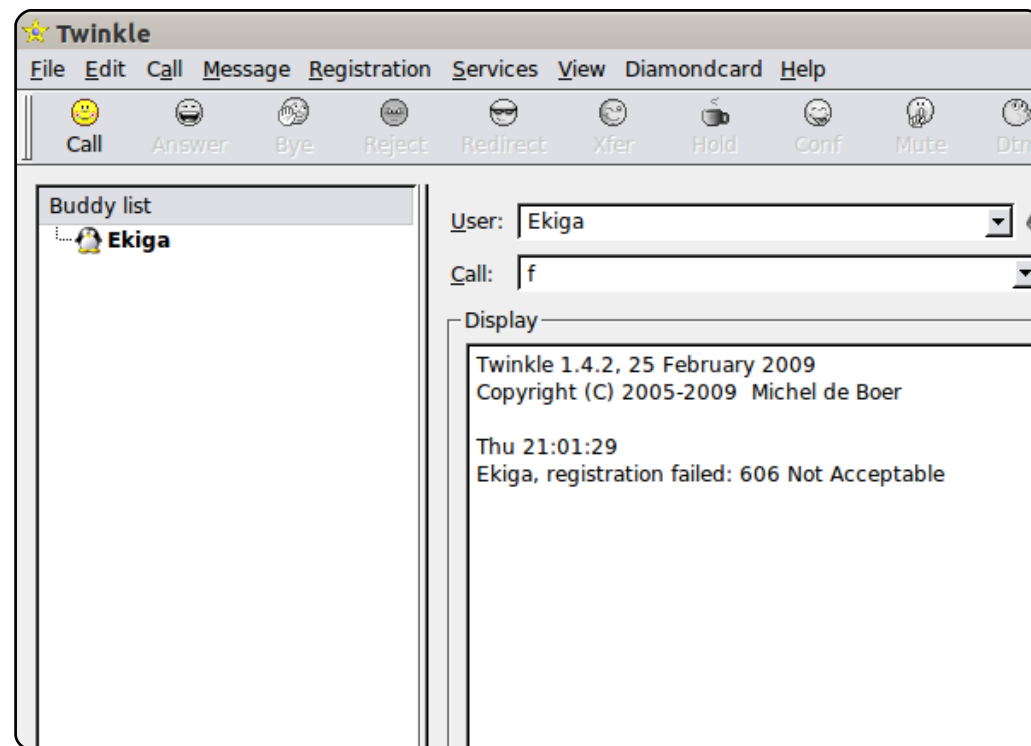 Twinkle
File Edit Call Message Registration Services View Diamondcard Help
Call Answer Bye Reject Redirect Xfer Hold Conf Mute
Buddy list
Ekiga
User: Ekiga
Call: f
Display
Twinkle 1.4.2, 25 February 2009
Copyright (C) 2005-2009 Michel de Boer
Thu 21:01:29
Ekiga, registration failed: 606 Not Acceptable